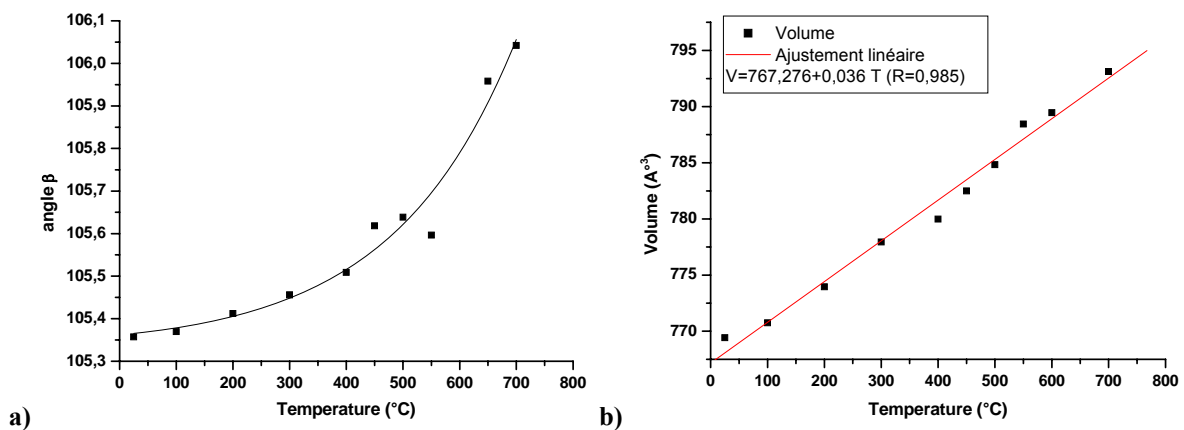 106,1
106,0
105,9
105,8
105,7
105,6
105,5
105,4
105,3
angle β
0 100 200 300 400 500 600 700 800
Temperature (°C)
a)
Volume
Ajustement linéaire
V=767,276+0,036 T (R=0,985)
795
790
785
780
775
770
Volume (A°³)
0 100 200 300 400 500 600 700 800
Temperature (°C)
b)